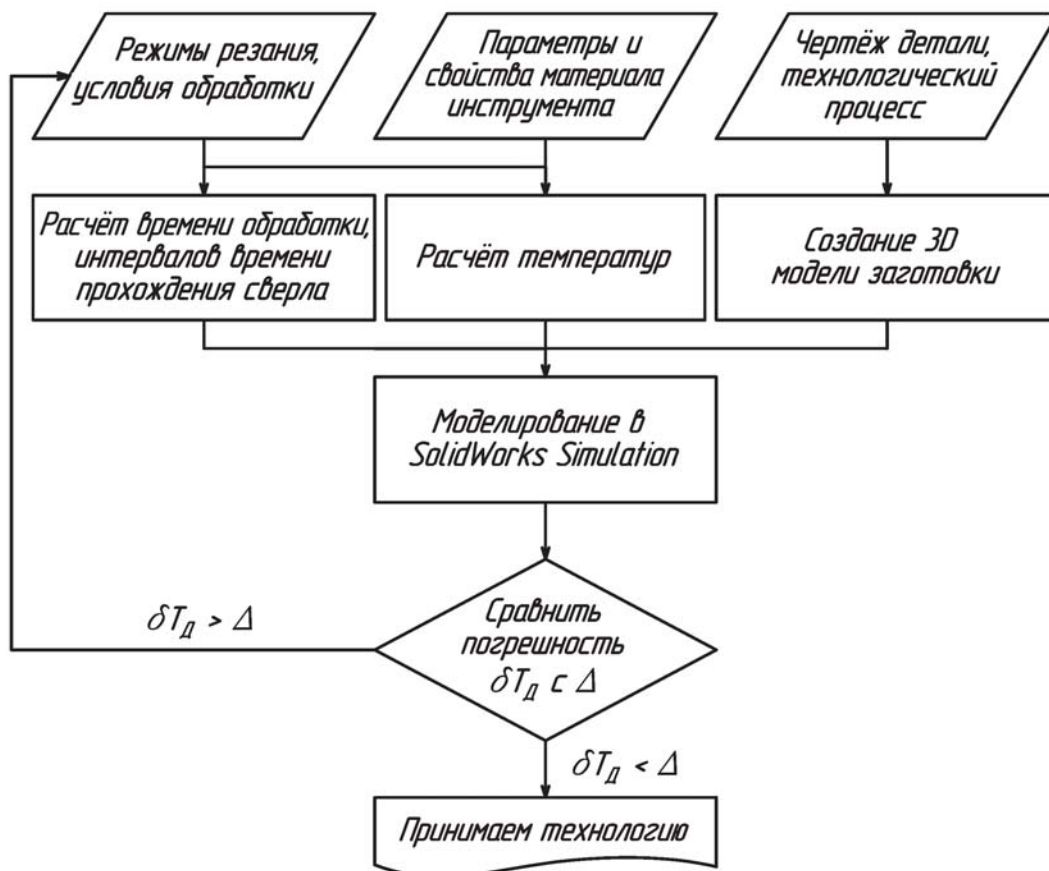 Режимы резания,
условия обработки
Параметры и
свойства материала
инструмента
Чертёж детали,
технологический
процесс
Расчёт времени обработки,
интервалов времени
прохождения сверла
Расчёт температур
Создание 3D
модели заготовки
Моделирование в
SolidWorks Simulation
Сравнить
погрешность
δT_Д с Δ
δT_Д > Δ
δT_Д < Δ
Принимаем технологию